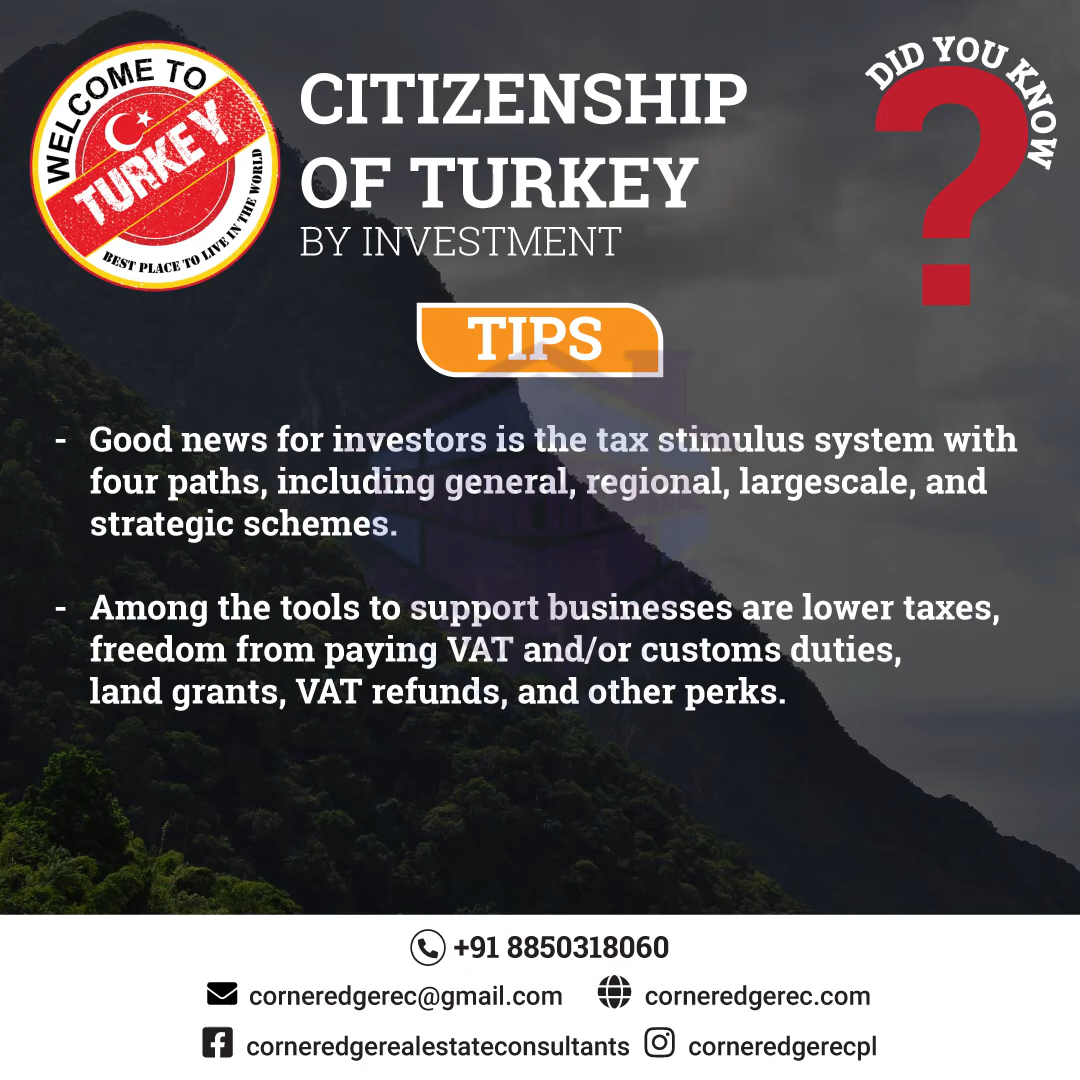 WELCOME TO
TURKEY
BEST PLACE TO LIVE IN THE WORLD
CITIZENSHIP
OF TURKEY
BY INVESTMENT
DID YOU KNOW
?
TIPS
- Good news for investors is the tax stimulus system with
four paths, including general, regional, largescale, and
strategic schemes.
- Among the tools to support businesses are lower taxes,
freedom from paying VAT and/or customs duties,
land grants, VAT refunds, and other perks.
+91 8850318060
corneredgerec@gmail.com corneredgerec.com
corneredgerealestateconsultants corneredgerecpl